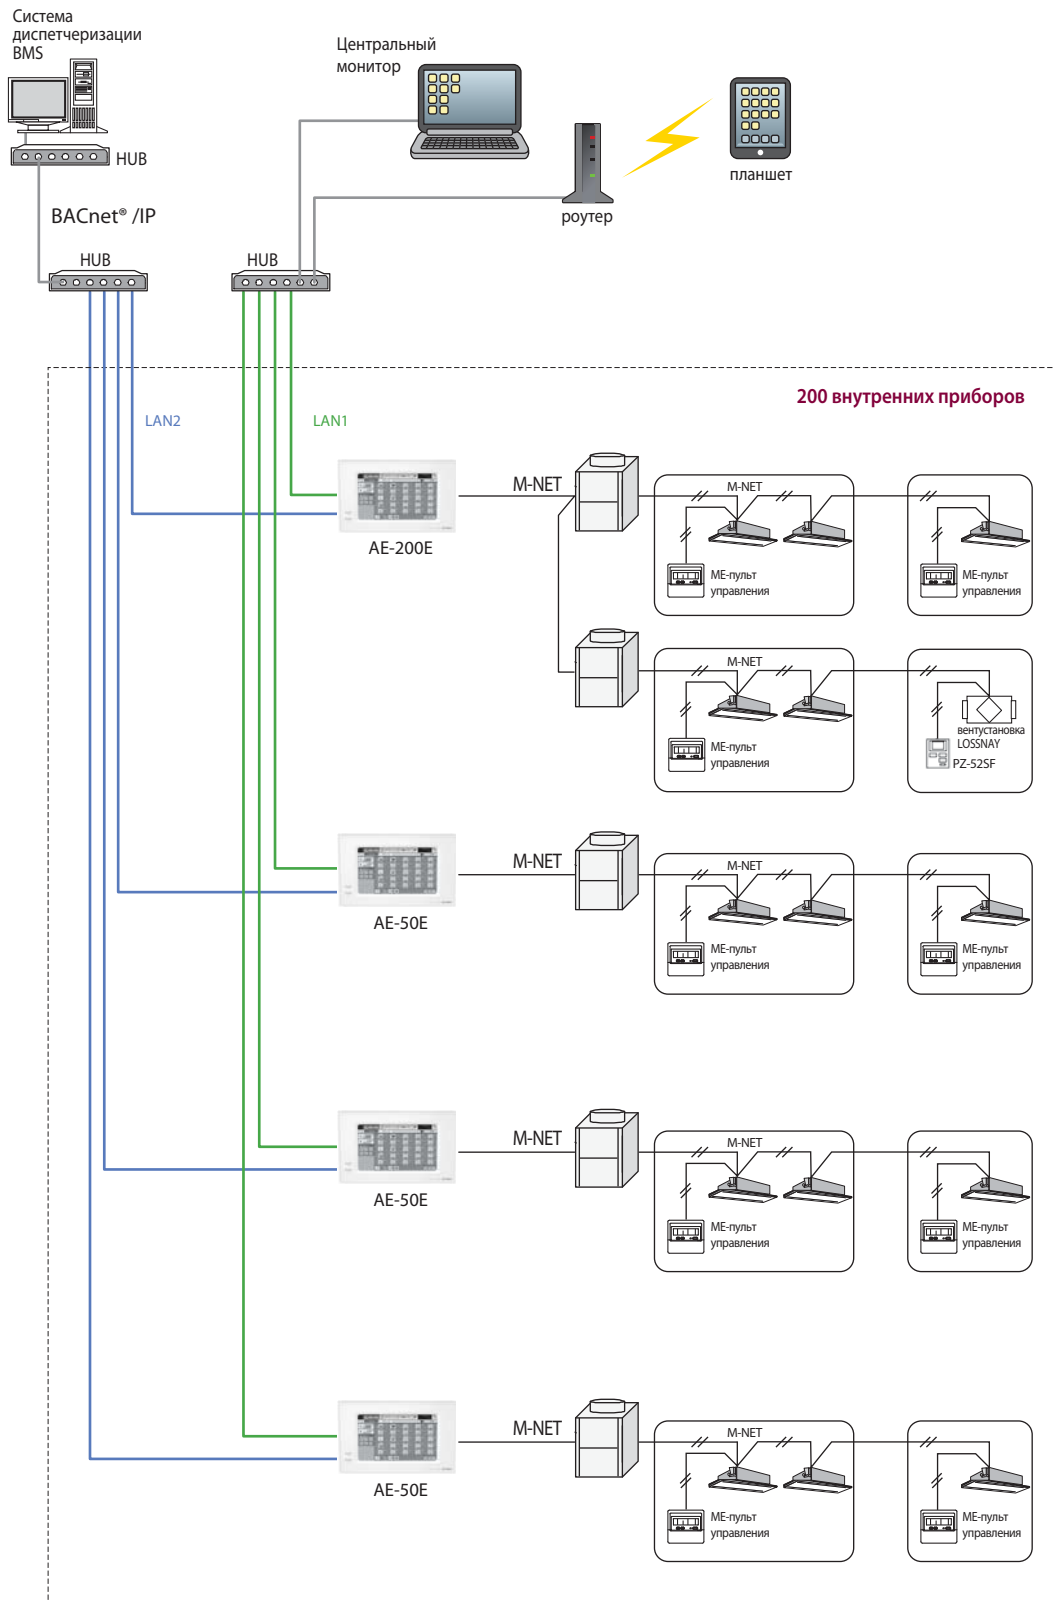 Система
диспетчеризации
BMS
Центральный
монитор
HUB
планшет
BACnet® /IP
роутер
HUB
HUB
200 внутренних приборов
LAN2
LAN1
M-NET
M-NET
AE-200E
ME-пульт
управления
ME-пульт
управления
M-NET
вентустановка
LOSSNAY
PZ-52SF
ME-пульт
управления
M-NET
M-NET
AE-50E
ME-пульт
управления
ME-пульт
управления
M-NET
M-NET
AE-50E
ME-пульт
управления
ME-пульт
управления
M-NET
M-NET
AE-50E
ME-пульт
управления
ME-пульт
управления